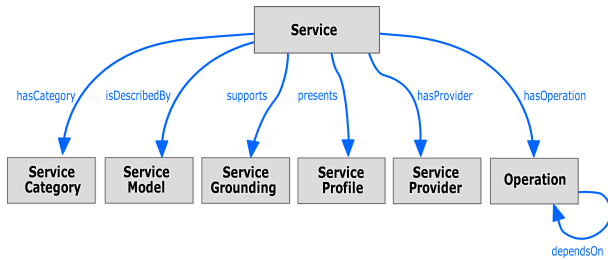 Service
hasCategory
isDescribedBy
supports
presents
hasProvider
hasOperation
Service
Category
Service
Model
Service
Grounding
Service
Profile
Service
Provider
Operation
dependsOn